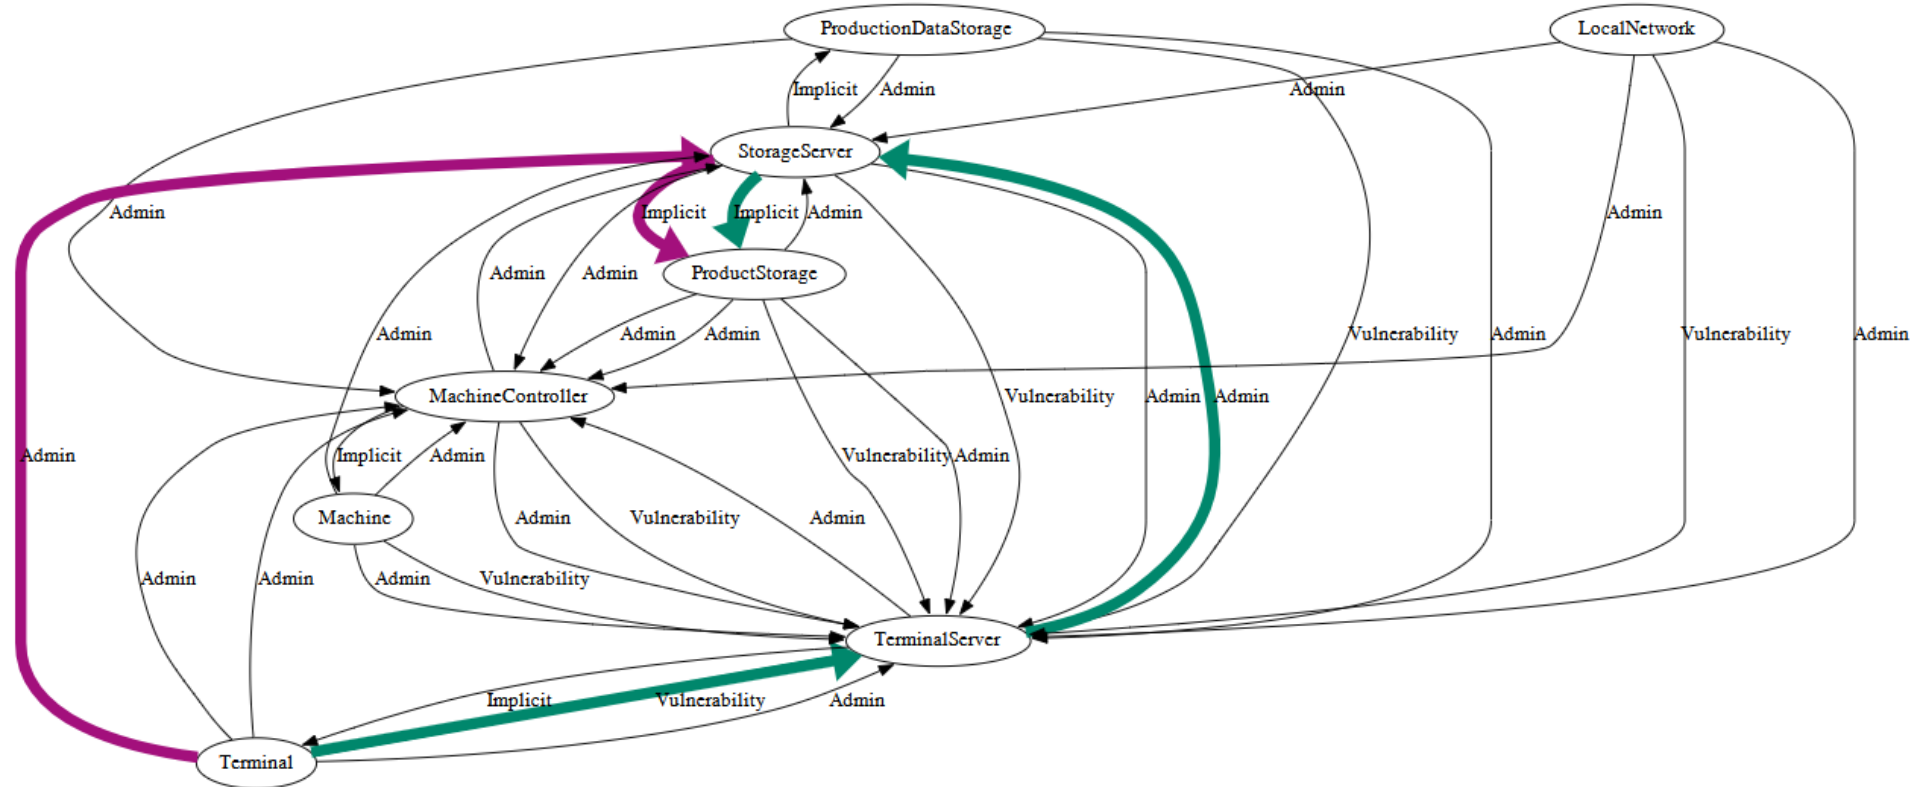 ProductionDataStorage
LocalNetwork
Implicit
Admin
Admin
StorageServer
Admin
Implicit
Implicit
Admin
Admin
Admin
Admin
ProductStorage
Admin
Admin
Admin
Vulnerability
Admin
Vulnerability
Admin
MachineController
Vulnerability
Admin
Admin
Admin
Implicit
Admin
Vulnerability
Admin
Machine
Admin
Vulnerability
Admin
Admin
Admin
Admin
Vulnerability
TerminalServer
Implicit
Vulnerability
Admin
Terminal